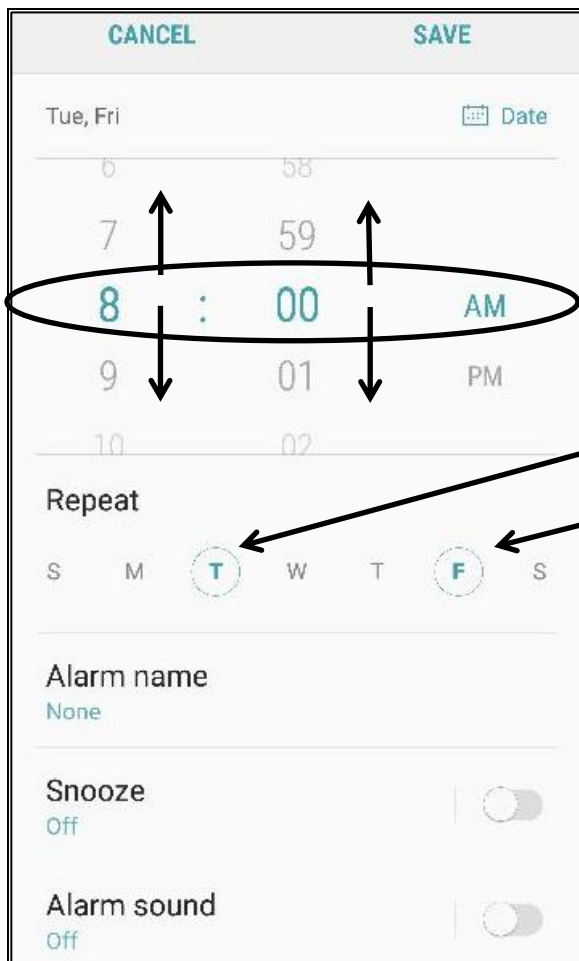 CANCEL SAVE
Tue, Fri Date
6 58
7 59
8 : 00 AM
9 01 PM
10 02
Repeat
S M T W T F S
Alarm name
None
Snooze
Off
Alarm sound
Off